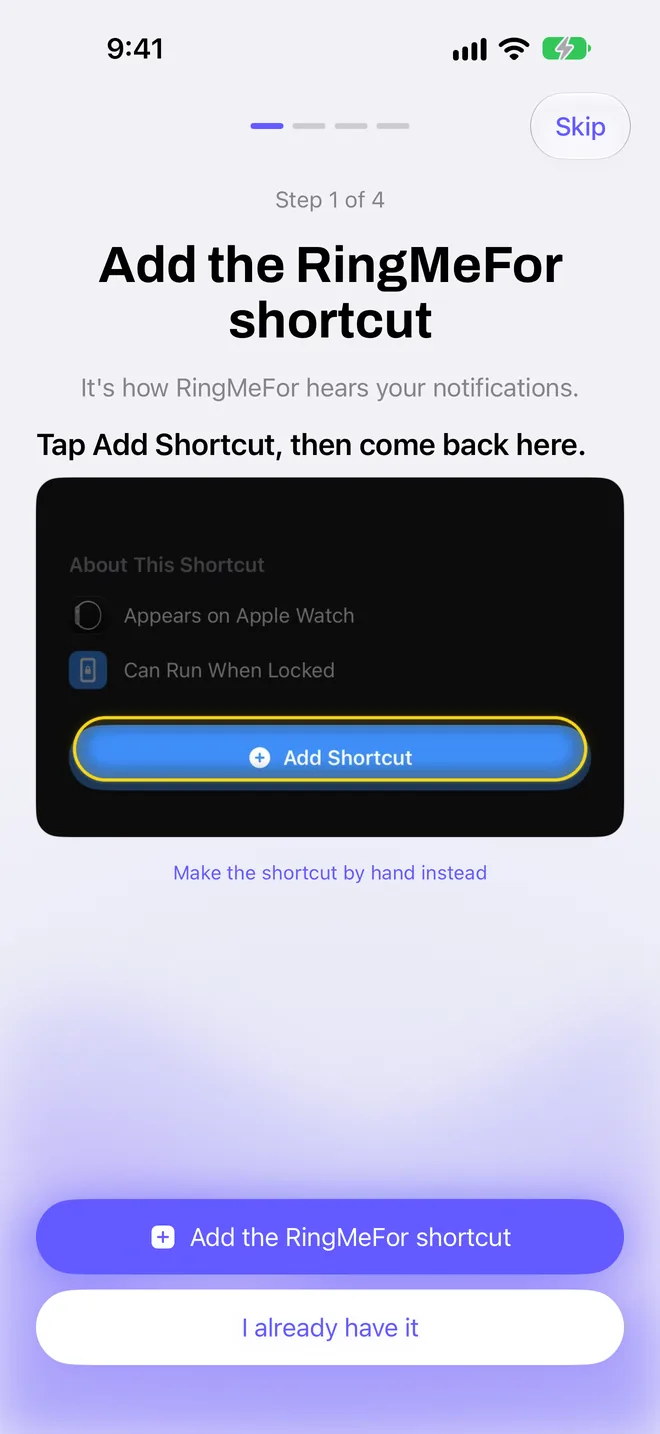 9:41
Skip
Step 1 of 4
Add the RingMeFor
shortcut
It's how RingMeFor hears your notifications.
Tap Add Shortcut, then come back here.
About This Shortcut
Appears on Apple Watch
Can Run When Locked
Add Shortcut
Make the shortcut by hand instead
Add the RingMeFor shortcut
I already have it